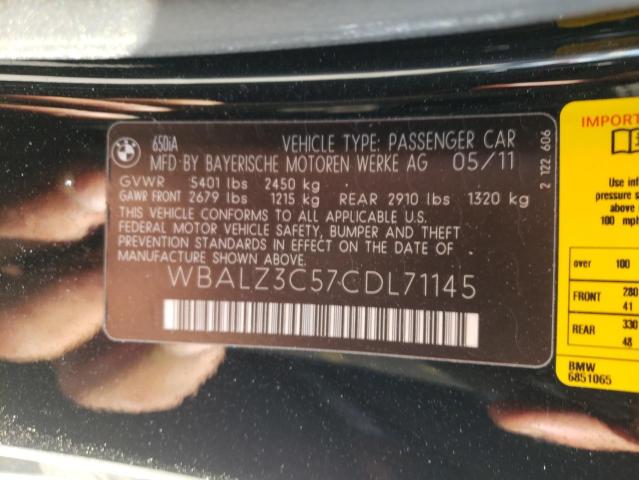 650iA
VEHICLE TYPE: PASSENGER CAR
MFD BY BAYERISCHE MOTOREN WERKE AG 05/11
GVWR 5401 lbs 2450 kg
GAWR FRONT 2679 lbs 1215 kg REAR 2910 lbs 1320 kg
THIS VEHICLE CONFORMS TO ALL APPLICABLE U.S.
FEDERAL MOTOR VEHICLE SAFETY, BUMPER AND THEFT
PREVENTION STANDARDS IN EFFECT ON THE DATE OF
MANUFACTURE SHOWN ABOVE.
WBALZ3C57CDL71145
2 122 606
IMPORT
Use inf
pressure s
above
100 mph
over 100
FRONT 280
41
REAR 330
48
BMW
6851065